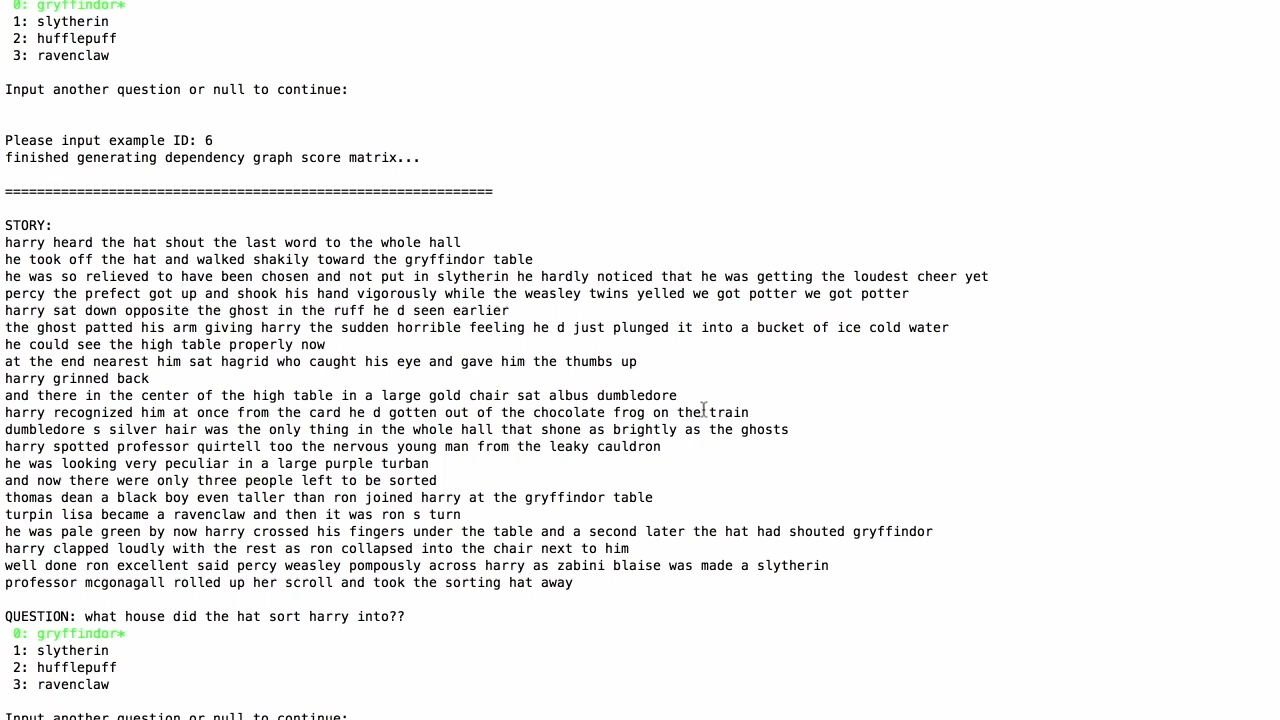 0: gryffindor*
1: slytherin
2: hufflepuff
3: ravenclaw
Input another question or null to continue:
Please input example ID: 6
finished generating dependency graph score matrix...
=============================================================
STORY:
harry heard the hat shout the last word to the whole hall
he took off the hat and walked shakily toward the gryffindor table
he was so relieved to have been chosen and not put in slytherin he hardly noticed that he was getting the loudest cheer yet
percy the prefect got up and shook his hand vigorously while the weasley twins yelled we got potter we got potter
harry sat down opposite the ghost in the ruff he d seen earlier
the ghost patted his arm giving harry the sudden horrible feeling he d just plunged it into a bucket of ice cold water
he could see the high table properly now
at the end nearest him sat hagrid who caught his eye and gave him the thumbs up
harry grinned back
and there in the center of the high table in a large gold chair sat albus dumbledore
harry recognized him at once from the card he d gotten out of the chocolate frog on the train
dumbledore s silver hair was the only thing in the whole hall that shone as brightly as the ghosts
harry spotted professor quirtell too the nervous young man from the leaky cauldron
he was looking very peculiar in a large purple turban
and now there were only three people left to be sorted
thomas dean a black boy even taller than ron joined harry at the gryffindor table
turpin lisa became a ravenclaw and then it was ron s turn
he was pale green by now harry crossed his fingers under the table and a second later the hat had shouted gryffindor
harry clapped loudly with the rest as ron collapsed into the chair next to him
well done ron excellent said percy weasley pompously across harry as zabini blaise was made a slytherin
professor mcgonagall rolled up her scroll and took the sorting hat away
QUESTION: what house did the hat sort harry into??
0: gryffindor*
1: slytherin
2: hufflepuff
3: ravenclaw
Input another question or null to continue: